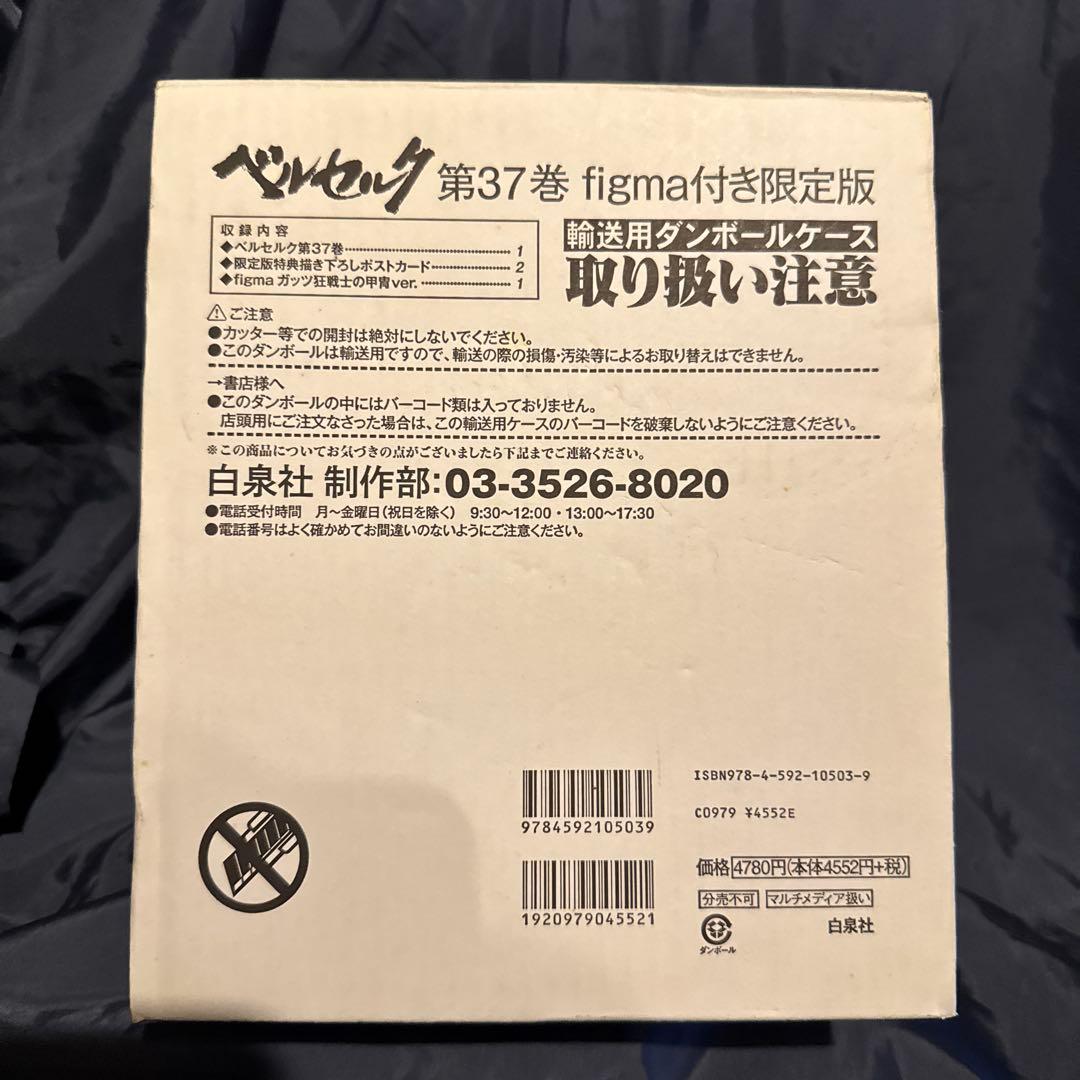 ベルセルク 第37巻 figma付き限定版
収録内容
◆ベルセルク第37巻 1
◆限定版特典描き下ろしポストカード 2
◆figma ガッツ狂戦士の甲冑ver. 1
輸送用ダンボールケース
取り扱い注意
⚠ご注意
●カッター等での開封は絶対にしないでください。
●このダンボールは輸送用ですので、輸送の際の損傷・汚染等によるお取り替えはできません。
→書店様へ
●このダンボールの中にはバーコード類は入っておりません。
店頭用にご注文なさった場合は、この輸送用ケースのバーコードを破棄しないようにご注意ください。
※この商品についてお気づきの点がございましたら下記までご連絡ください。
白泉社 制作部:03-3526-8020
●電話受付時間 月〜金曜日(祝日を除く) 9:30〜12:00・13:00〜17:30
●電話番号はよく確かめてお間違いのないようにご注意ください。
9784592105039
1920979045521
ISBN978-4-592-10503-9
C0979 ¥4552E
価格4780円(本体4552円+税)
分売不可 マルチメディア扱い
ダンボール
白泉社